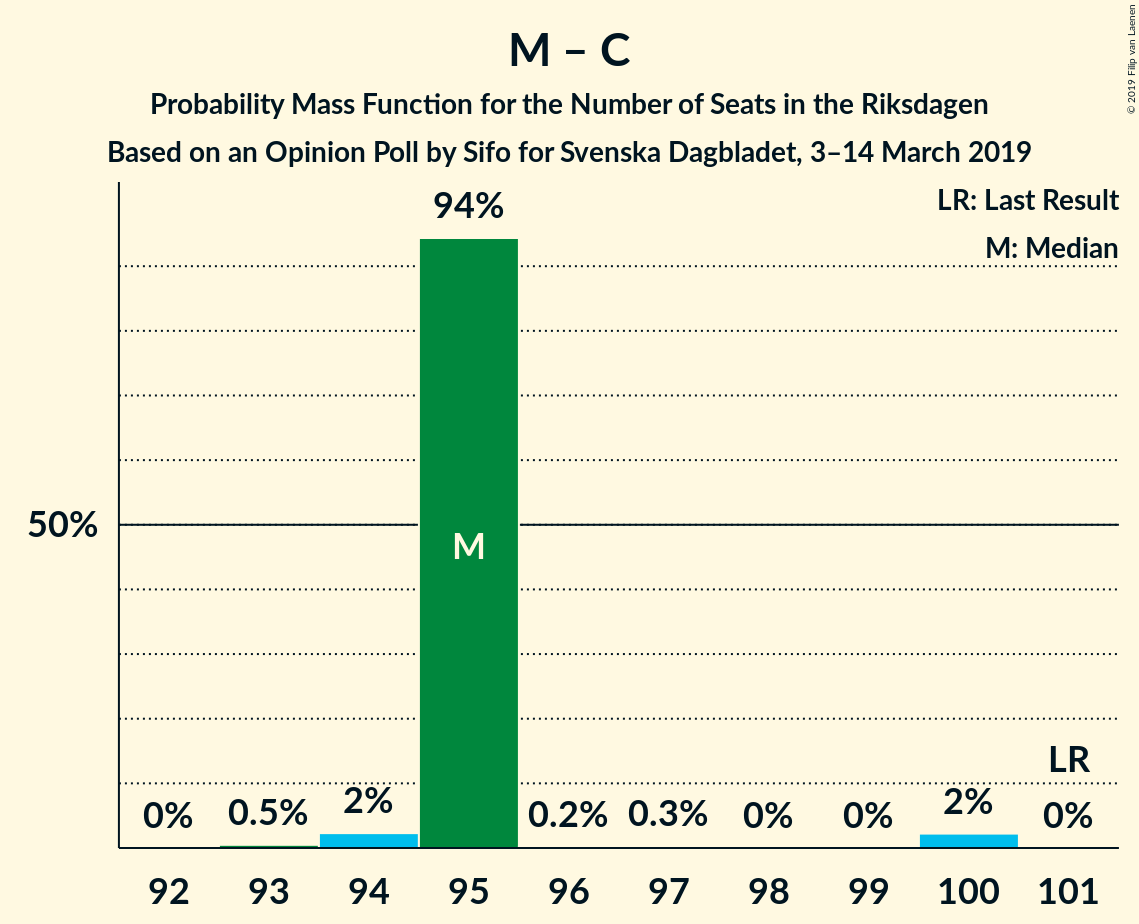 M – C
Probability Mass Function for the Number of Seats in the Riksdagen
Based on an Opinion Poll by Sifo for Svenska Dagbladet, 3–14 March 2019
© 2019 Filip van Laenen
LR: Last Result
M: Median
94%
50%
M
LR
0% 0.5% 2% 0.2% 0.3% 0% 0% 2% 0%
92 93 94 95 96 97 98 99 100 101